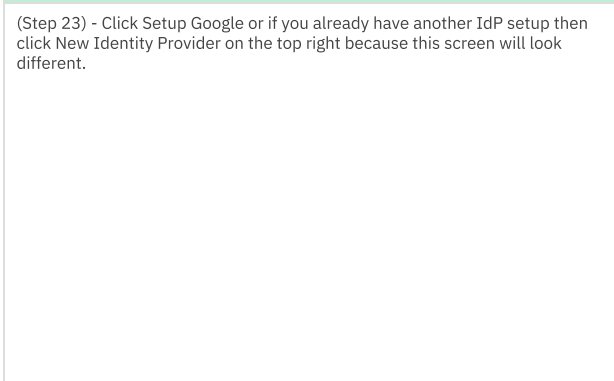 (Step 23) - Click Setup Google or if you already have another IdP setup then
click New Identity Provider on the top right because this screen will look
different.